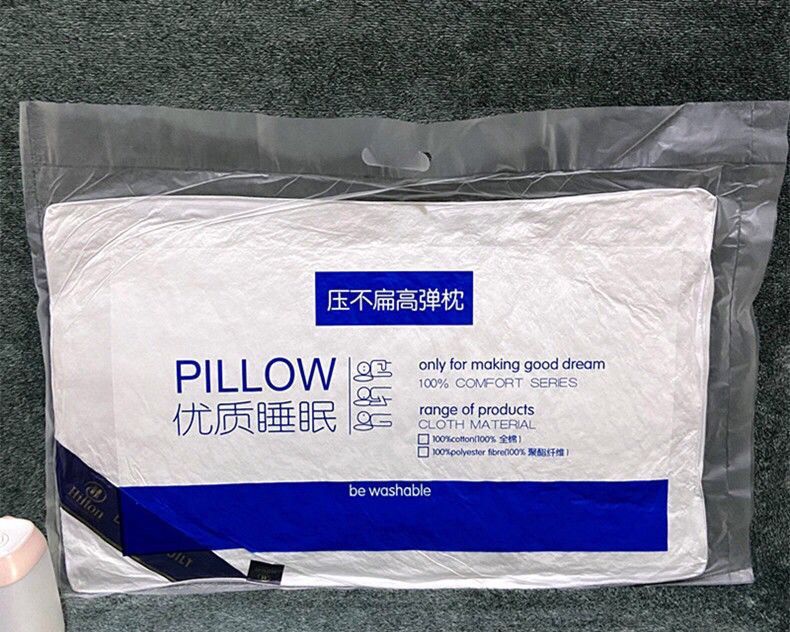 压不扁高弹枕
PILLOW
优质睡眠
only for making good dream
100% COMFORT SERIES
range of products
CLOTH MATERIAL
100%cotton(100% 全棉)
100%polyester fibre(100% 聚酯纤维)
be washable
Hilton